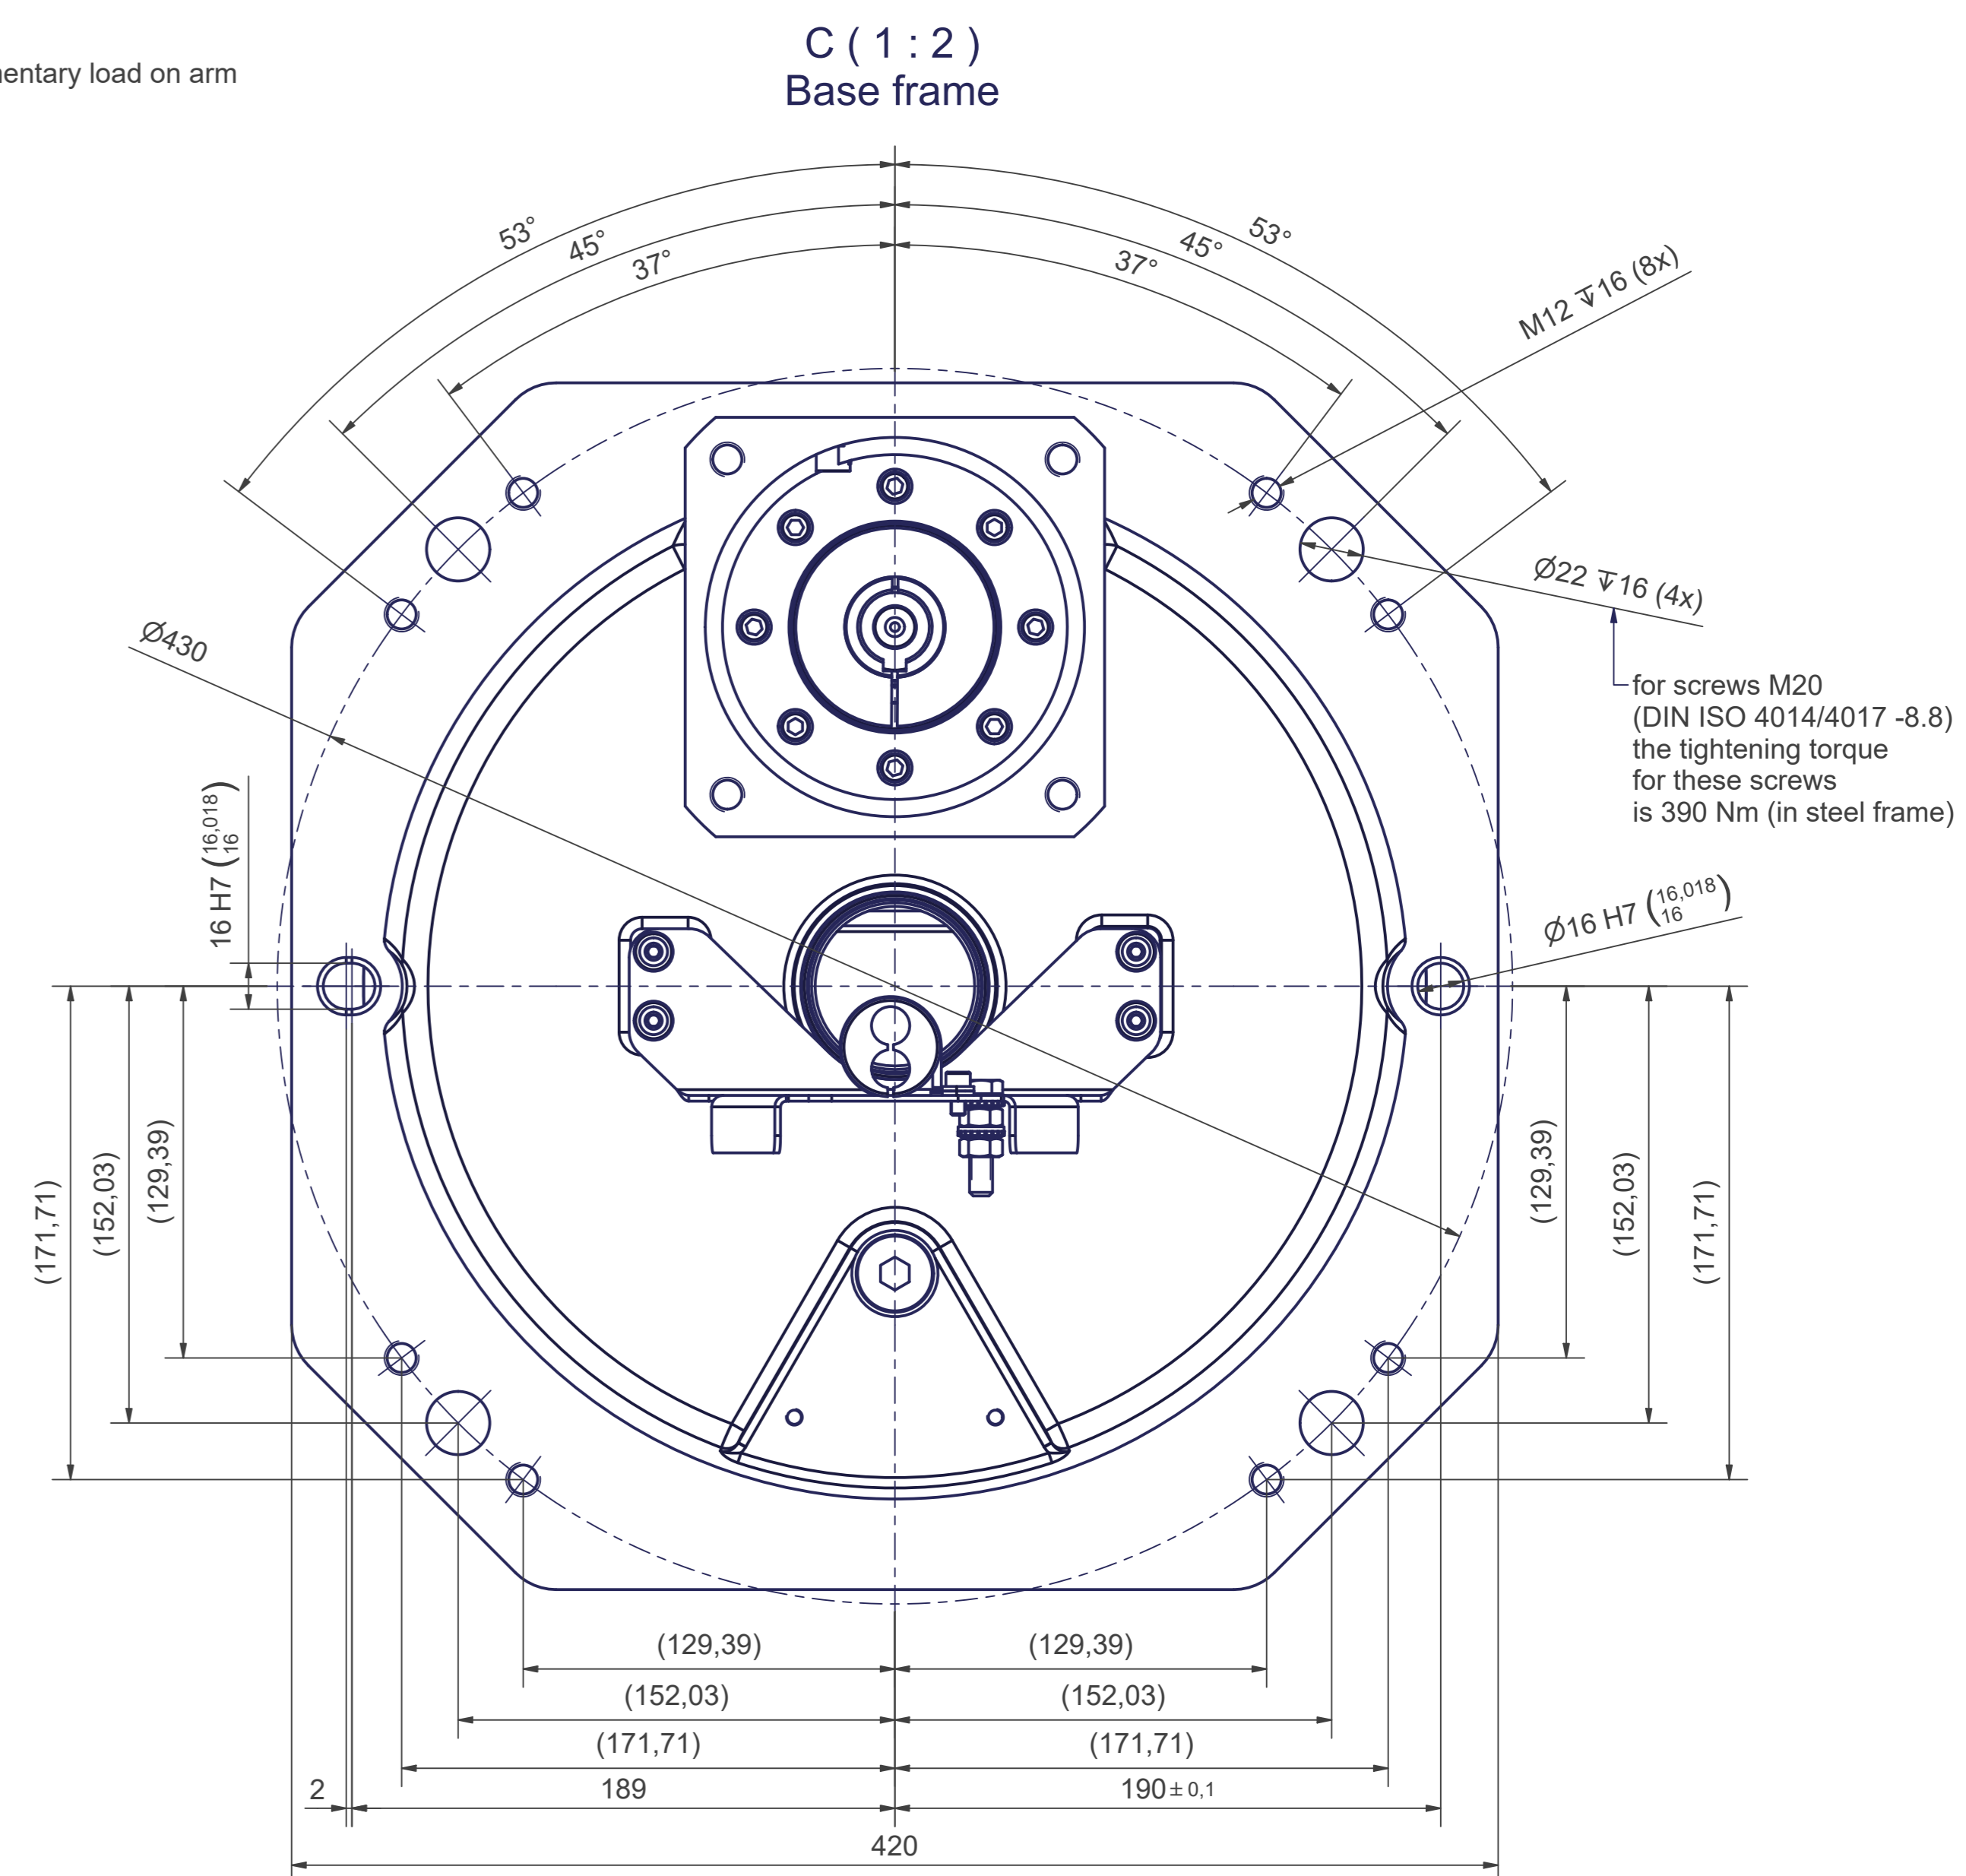 C ( 1 : 2 )
Base frame
entary load on arm
53°
53°
45°
45°
37°
37°
M12 ↧16 (8x)
Ø22 ↧16 (4x)
for screws M20
(DIN ISO 4014/4017 -8.8)
the tightening torque
for these screws
is 390 Nm (in steel frame)
Ø430
16 H7 (16,018 16)
Ø16 H7 (16,018 16)
(171,71)
(152,03)
(129,39)
(129,39)
(152,03)
(171,71)
(129,39)
(129,39)
(152,03)
(152,03)
(171,71)
(171,71)
2
189
190 ± 0,1
420